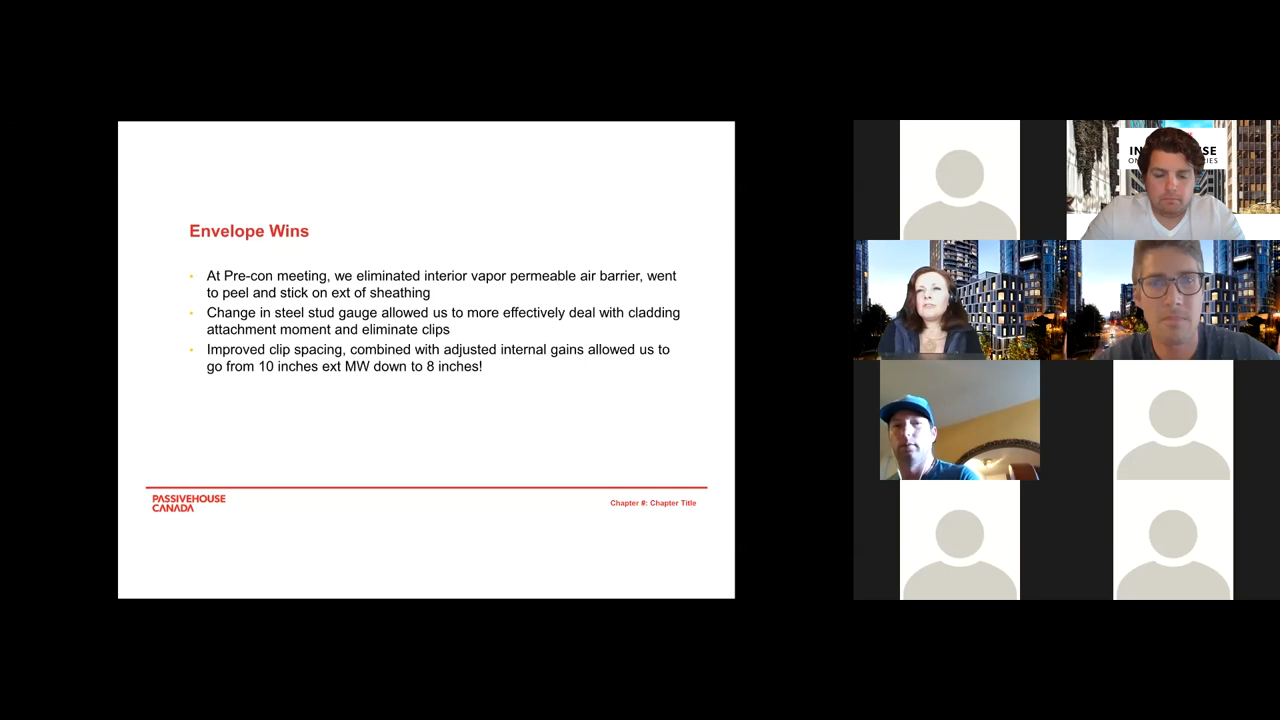 Envelope Wins
• At Pre-con meeting, we eliminated interior vapor permeable air barrier, went
to peel and stick on ext of sheathing
• Change in steel stud gauge allowed us to more effectively deal with cladding
attachment moment and eliminate clips
• Improved clip spacing, combined with adjusted internal gains allowed us to
go from 10 inches ext MW down to 8 inches!
PASSIVEHOUSE
CANADA
Chapter #: Chapter Title